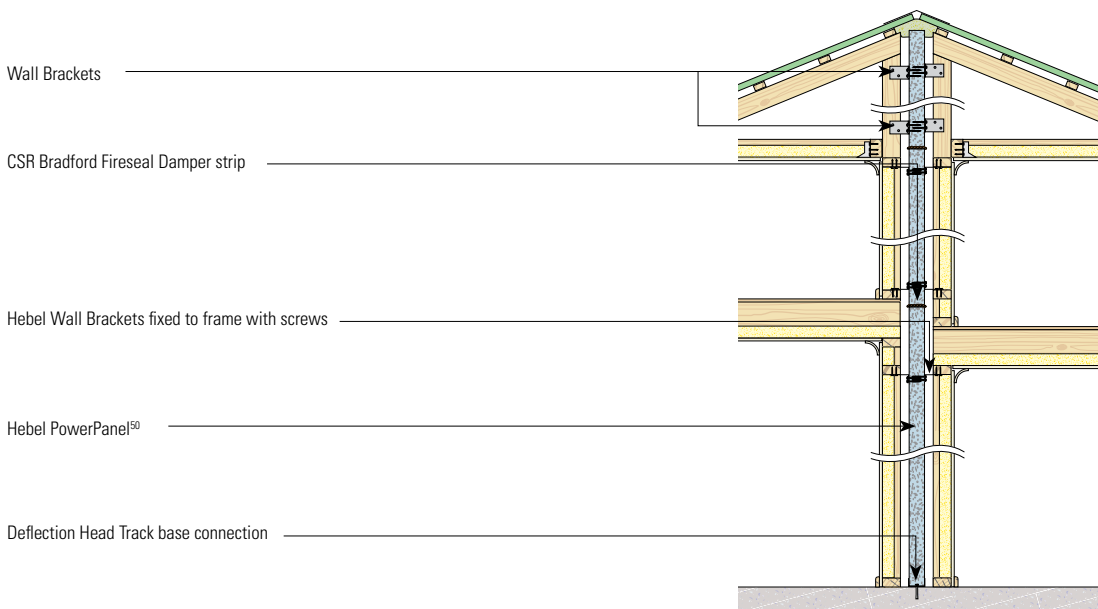 Wall Brackets
CSR Bradford Fireseal Damper strip
Hebel Wall Brackets fixed to frame with screws
Hebel PowerPanel⁵⁰
Deflection Head Track base connection